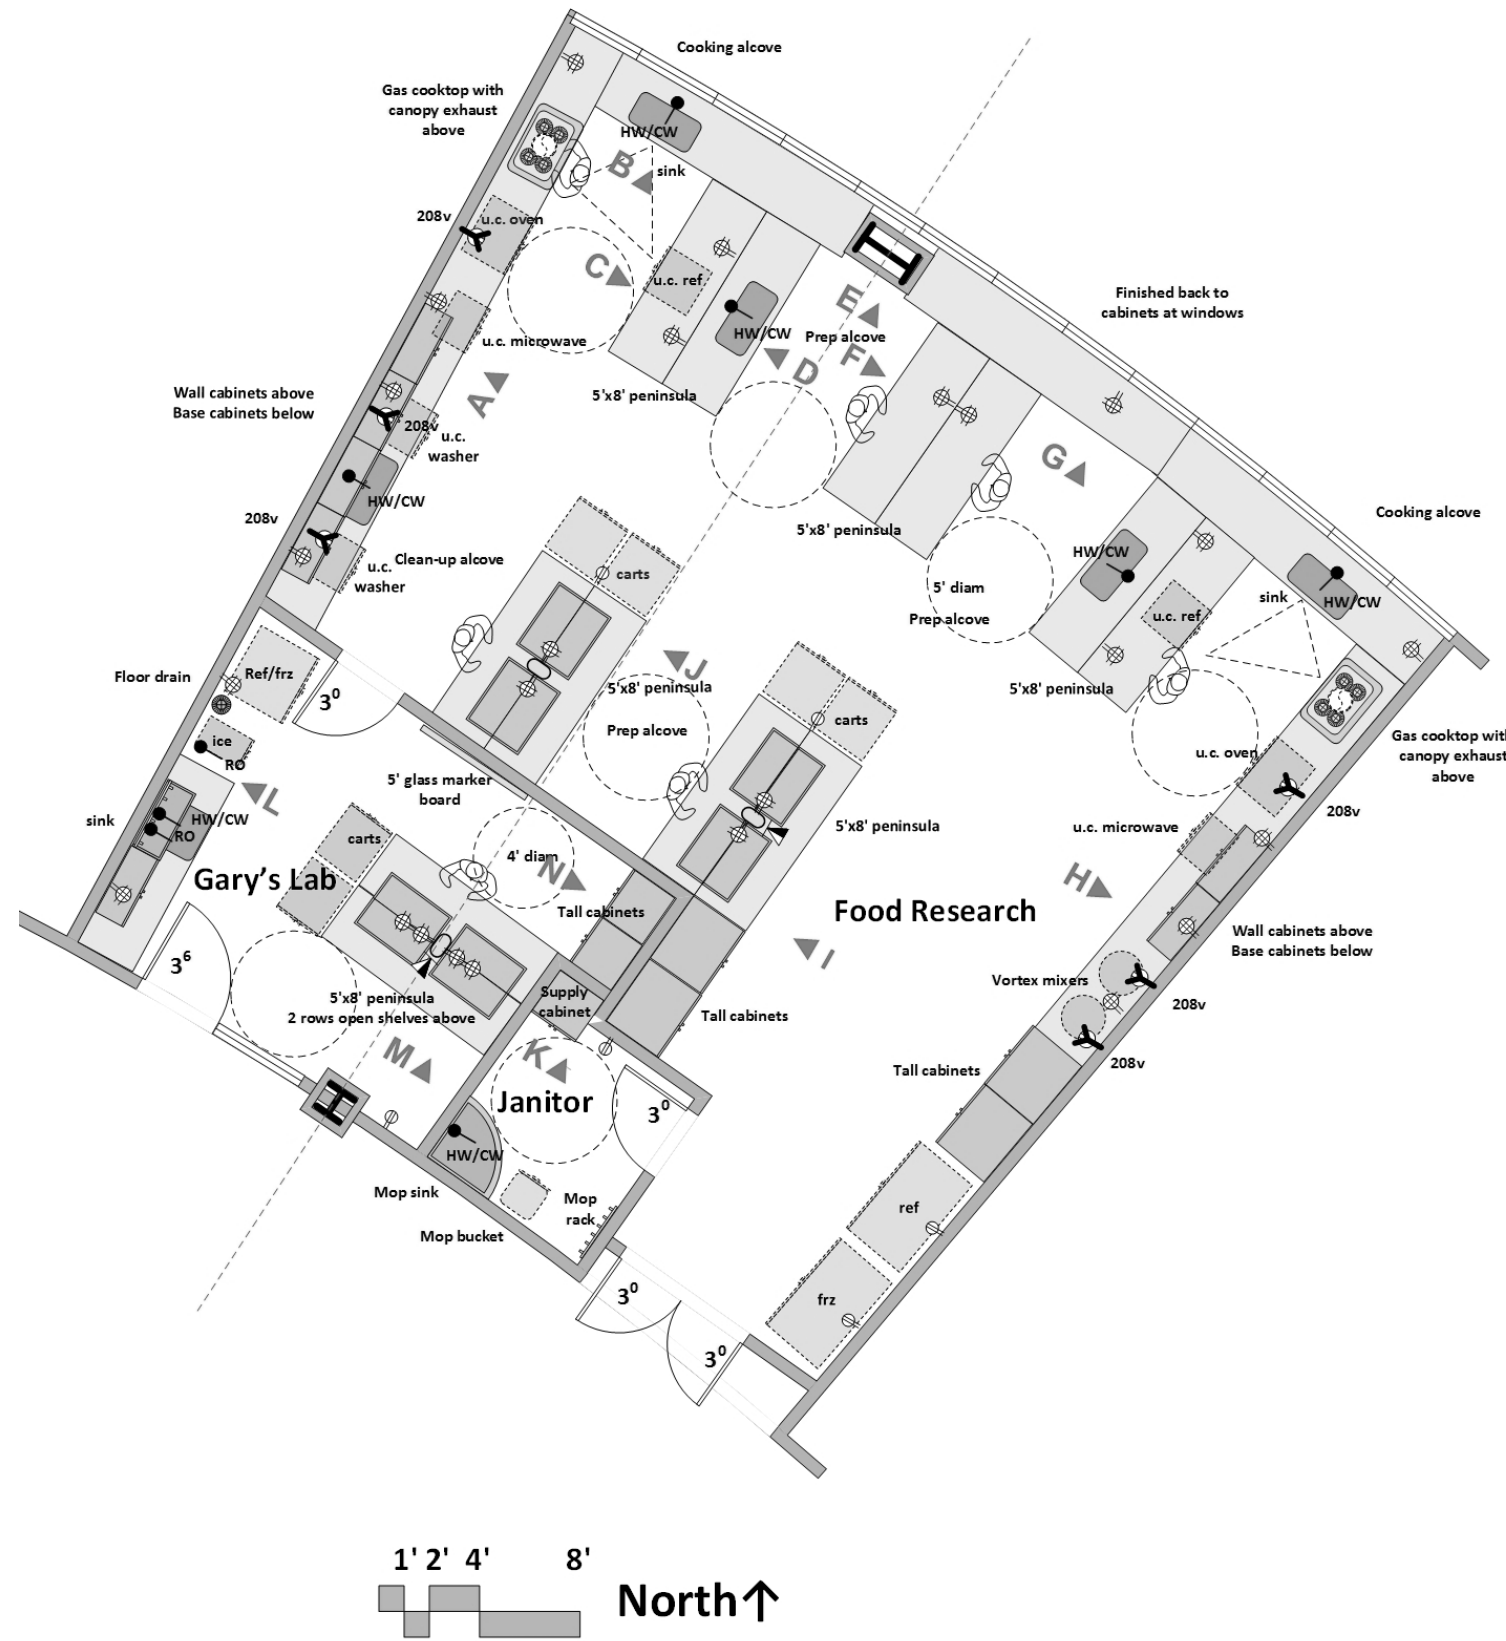 Cooking alcove
Gas cooktop with
canopy exhaust
above
HW/CW
B
sink
208v
u.c. oven
C
u.c. ref
E
Finished back to
cabinets at windows
HW/CW
Prep alcove
u.c. microwave
F
D
A
5'x8' peninsula
Wall cabinets above
Base cabinets below
208v
u.c.
washer
G
HW/CW
208v
5'x8' peninsula
Cooking alcove
HW/CW
Clean-up alcove
u.c.
washer
carts
5' diam
Prep alcove
sink
HW/CW
u.c. ref
Floor drain
Ref/frz
3⁰
J
5'x8' peninsula
5'x8' peninsula
carts
Prep alcove
ice
RO
Gas cooktop with
canopy exhaust
above
u.c. oven
5' glass marker
board
L
208v
sink
HW/CW
RO
5'x8' peninsula
u.c. microwave
carts
4' diam
N
Gary's Lab
H
Tall cabinets
Food Research
Wall cabinets above
Base cabinets below
3⁶
I
Vortex mixers
5'x8' peninsula
2 rows open shelves above
Supply
cabinet
Tall cabinets
208v
M
K
208v
Tall cabinets
Janitor
3⁰
HW/CW
Mop sink
Mop
rack
ref
Mop bucket
3⁰
frz
3⁰
1' 2' 4' 8'
North↑